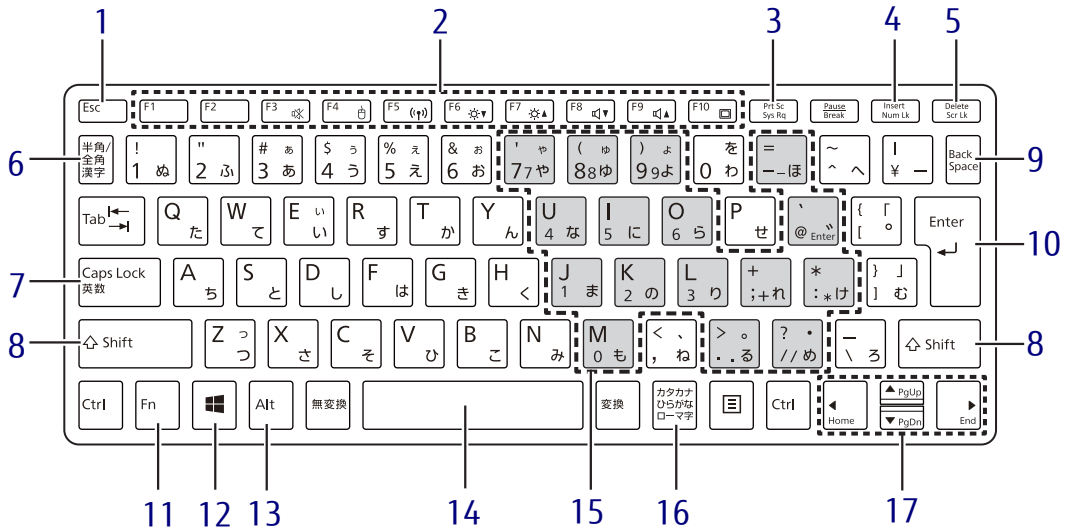 1 2 3 4 5
Esc F1 F2 F3 F4 F5 F6 F7 F8 F9 F10 Prt Sc Pause Insert Delete
Sys Rq Break Num Lk Scr Lk
6 半角/ ! " # ぁ $ ぅ % ぇ & ぉ ' ゃ ( ゅ ) ょ を = ~ | Back 9
全角 1 ぬ 2 ふ 3 あ 4 う 5 え 6 お 7 7 や 8 8 ゆ 9 9 よ 0 わ - - ほ ^ へ ¥ ー Space
漢字
Tab Q W E ぃ R T Y U I O P ` ゛ { 「 Enter
た て い す か ん 4 な 5 に 6 ら せ @ Enter [ ° 10
7 Caps Lock A S D F G H J K L + * } 」
英数 ち と し は き く 1 ま 2 の 3 り ; + れ : * け ] む
8 Shift Z っ X C V B N M < 、 > 。 ? ・ _ Shift 8
つ さ そ ひ こ み 0 も , ね . . る / / め \ ろ
Ctrl Fn Alt 無変換 変換 カタカナ Ctrl Home PgUp End
ひらがな PgDn
ローマ字
11 12 13 14 15 16 17